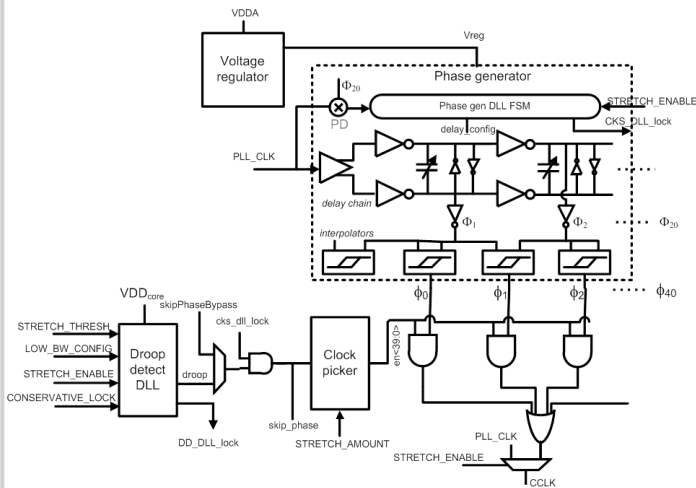 VDDA
Voltage
regulator
Vreg
Phase generator
Φ20
PD
Phase gen DLL FSM
STRETCH_ENABLE
CKS_DLL_lock
delay_config
PLL_CLK
delay chain
Φ1
Φ2
Φ20
interpolators
ϕ0
ϕ1
ϕ2
ϕ40
VDDcore
skipPhaseBypass
cks_dll_lock
STRETCH_THRESH
LOW_BW_CONFIG
STRETCH_ENABLE
CONSERVATIVE_LOCK
Droop
detect
DLL
droop
DD_DLL_lock
skip_phase
Clock
picker
STRETCH_AMOUNT
en<39:0>
PLL_CLK
STRETCH_ENABLE
CCLK